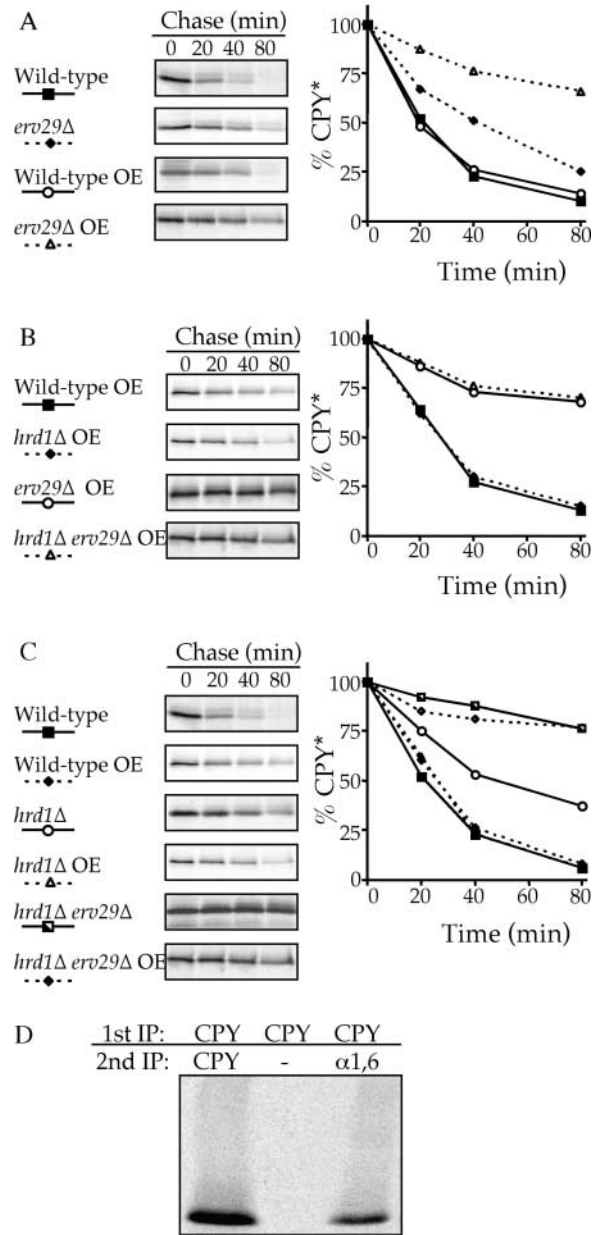 A
Chase (min)
0 20 40 80
Wild-type
erv29Δ
Wild-type OE
erv29Δ OE
100
75
50
25
0
% CPY*
0 20 40 80
Time (min)
B
Chase (min)
0 20 40 80
Wild-type OE
hrd1Δ OE
erv29Δ OE
hrd1Δ erv29Δ OE
100
75
50
25
0
% CPY*
0 20 40 80
Time (min)
C
Chase (min)
0 20 40 80
Wild-type
Wild-type OE
hrd1Δ
hrd1Δ OE
hrd1Δ erv29Δ
hrd1Δ erv29Δ OE
100
75
50
25
0
% CPY*
0 20 40 80
Time (min)
D
1st IP: CPY CPY CPY
2nd IP: CPY - α1,6